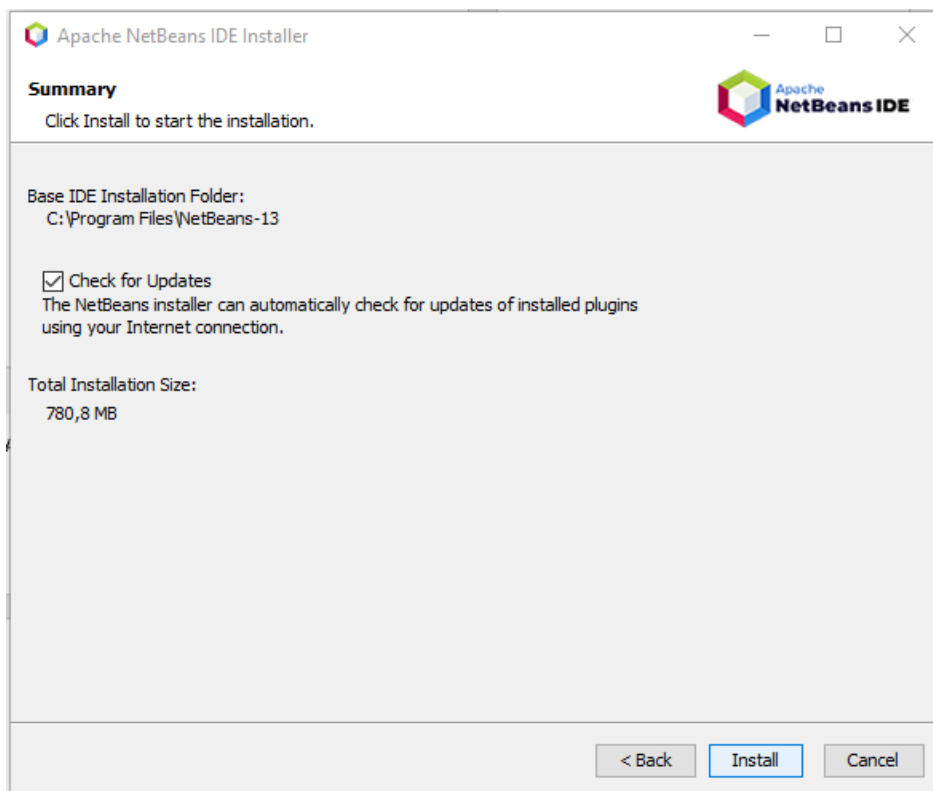 Apache NetBeans IDE Installer
Summary
Click Install to start the installation.
Apache
NetBeans IDE
Base IDE Installation Folder:
C:\Program Files\NetBeans-13
Check for Updates
The NetBeans installer can automatically check for updates of installed plugins
using your Internet connection.
Total Installation Size:
780,8 MB
< Back
Install
Cancel